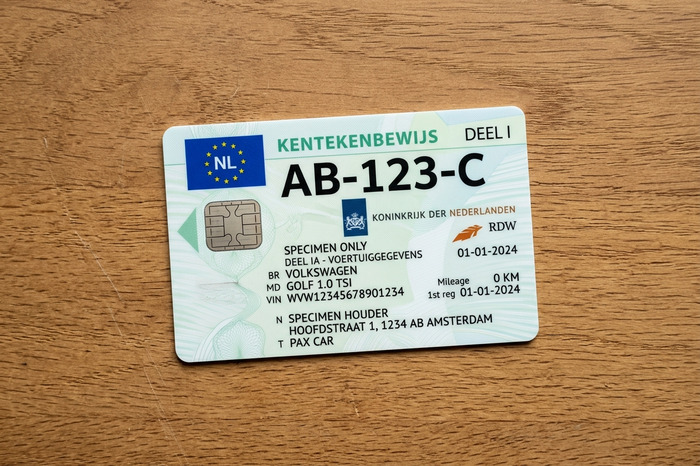 NL
KENTEKENBEWIJS DEEL I
AB-123-C
KONINKRIJK DER NEDERLANDEN
RDW
SPECIMEN ONLY
01-01-2024
DEEL IA - VOERTUIGGEGEVENS
BR VOLKSWAGEN
MD GOLF 1.0 TSI
Mileage 0 KM
VIN WVW12345678901234
1st reg 01-01-2024
N SPECIMEN HOUDER
HOOFDSTRAAT 1, 1234 AB AMSTERDAM
T PAX CAR